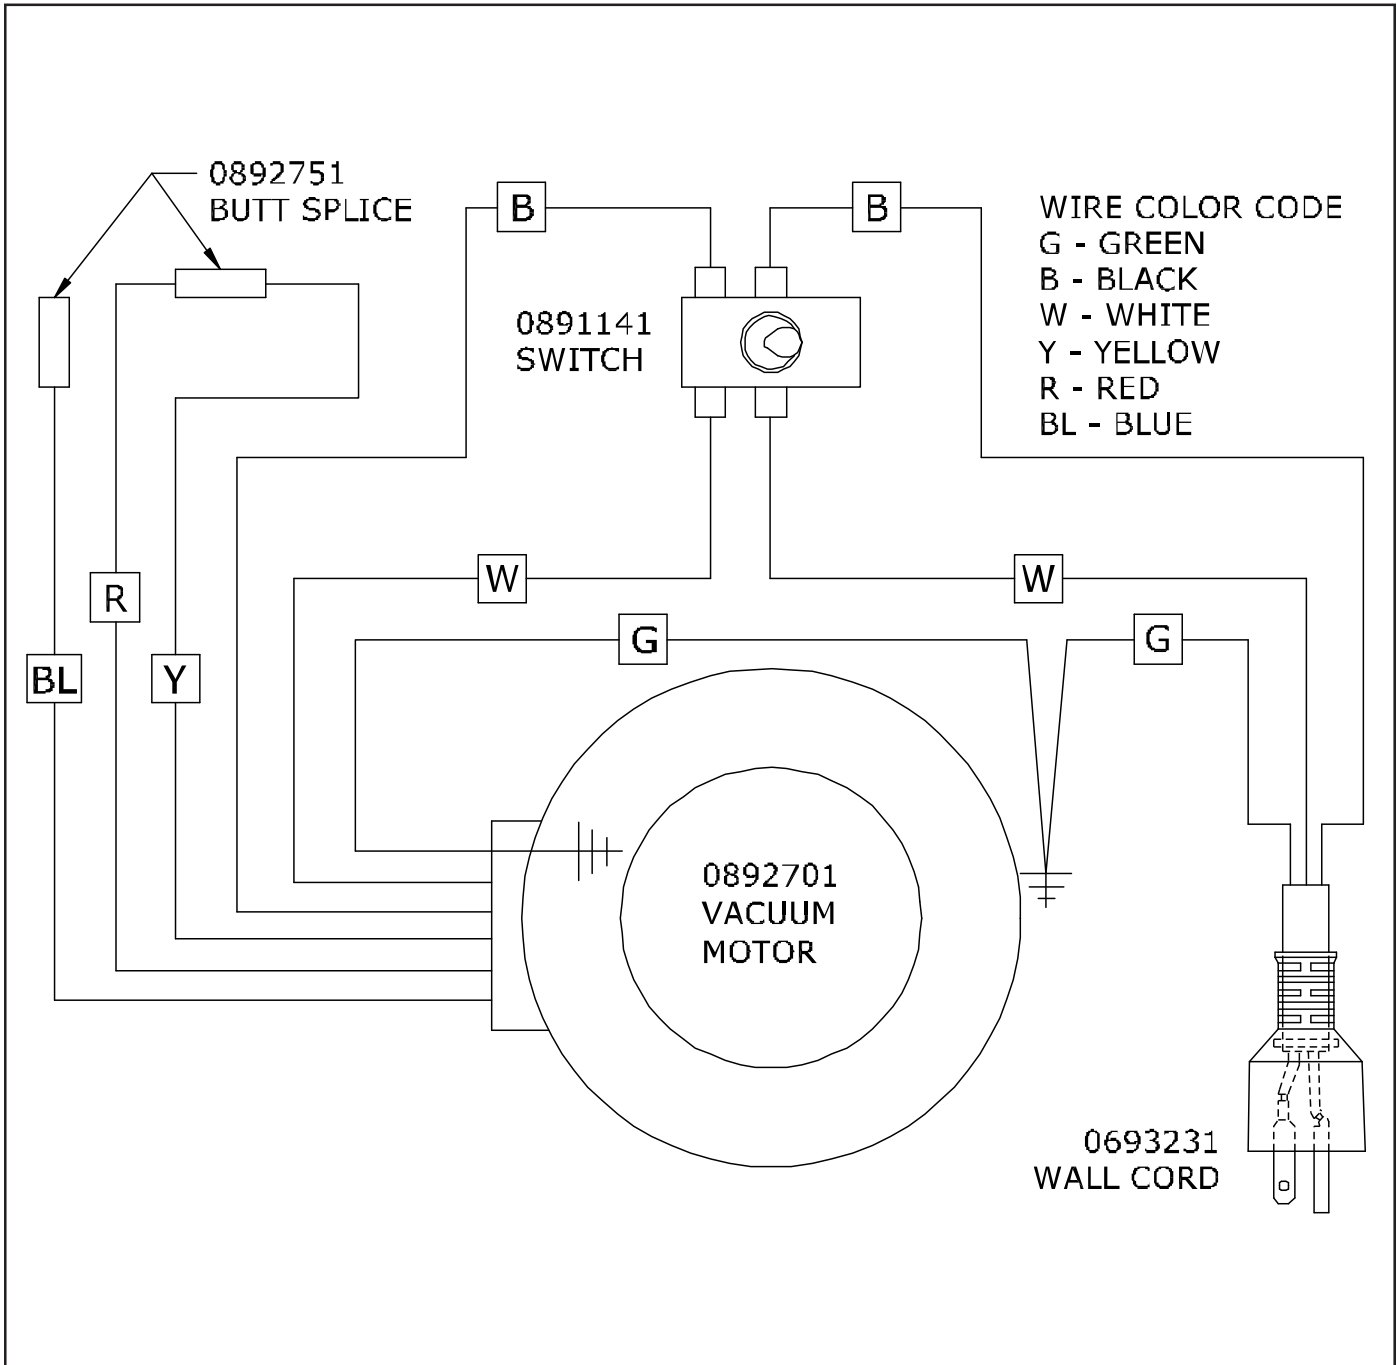 0892751
BUTT SPLICE
B
B
WIRE COLOR CODE
G - GREEN
B - BLACK
W - WHITE
Y - YELLOW
R - RED
BL - BLUE
0891141
SWITCH
W
W
R
G
G
BL
Y
0892701
VACUUM
MOTOR
0693231
WALL CORD